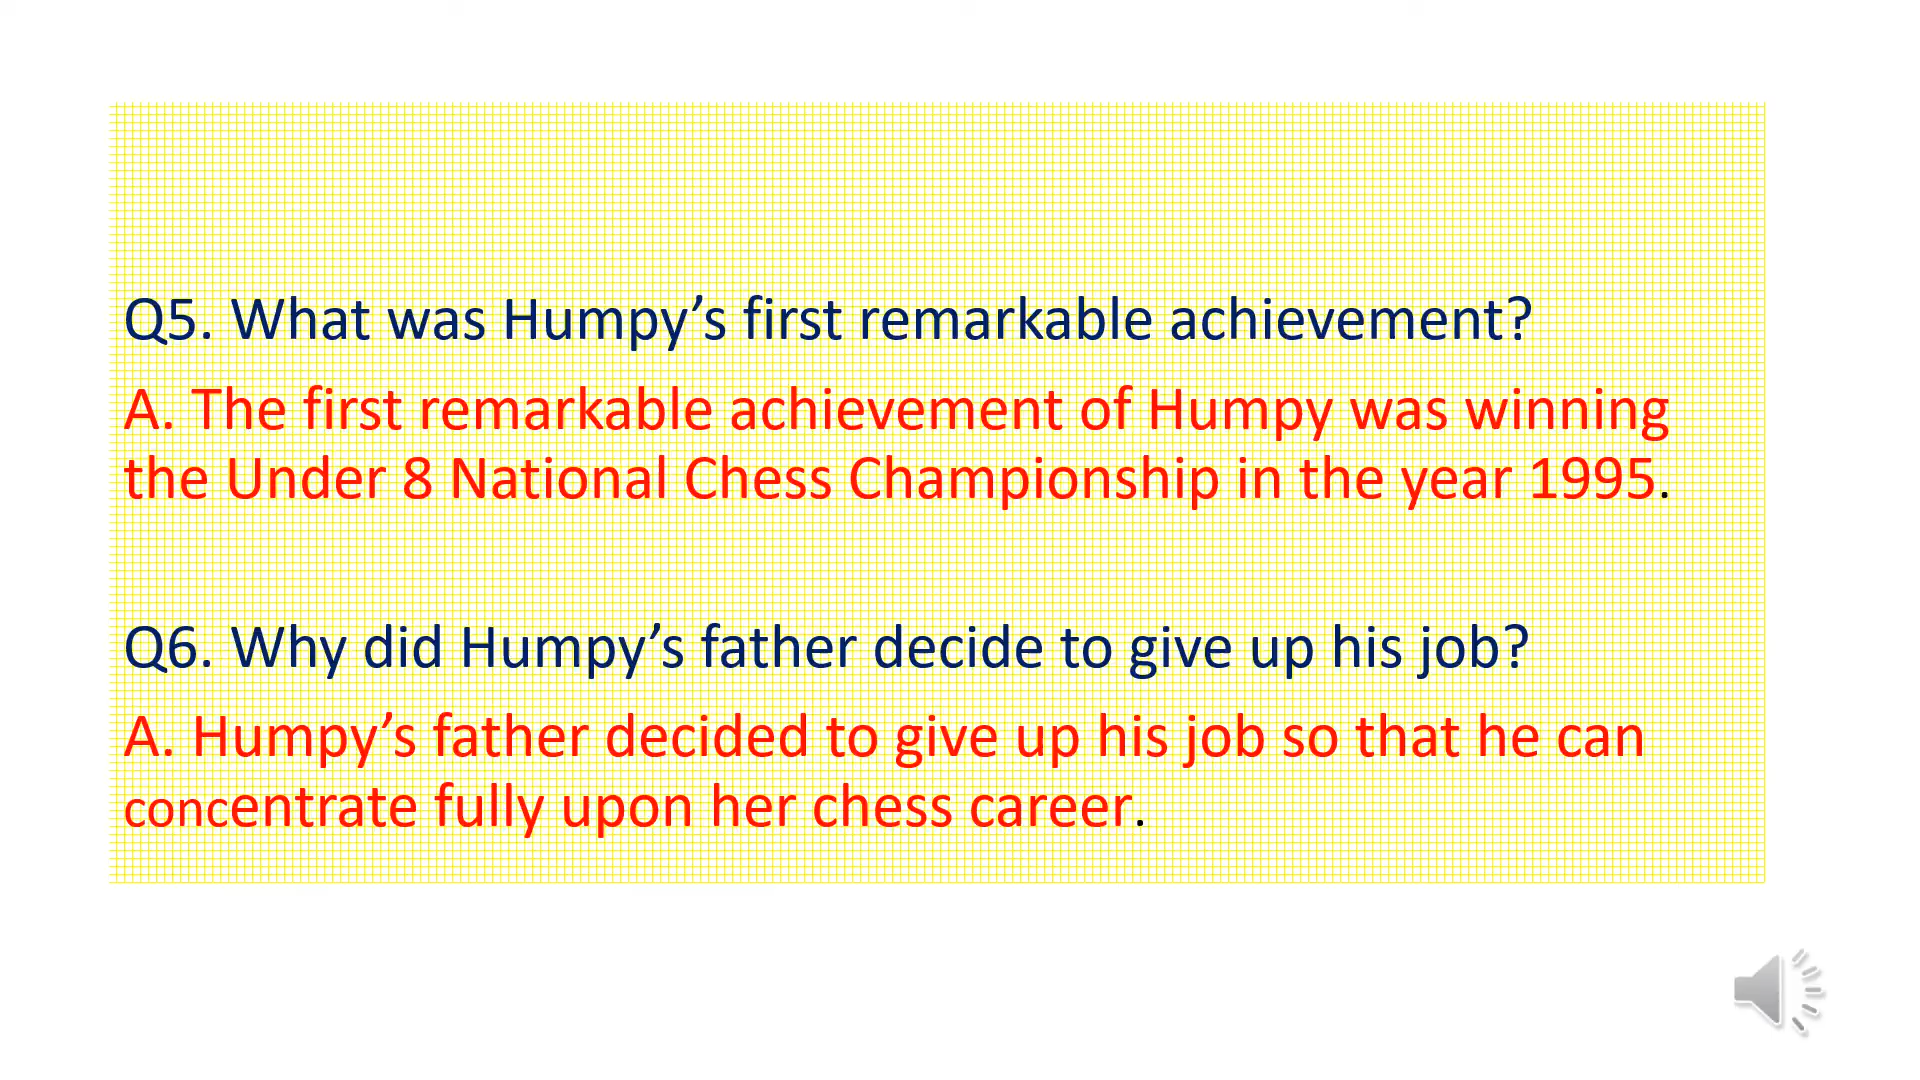 Q5. What was Humpy’s first remarkable achievement?
A. The first remarkable achievement of Humpy was winning
the Under 8 National Chess Championship in the year 1995.
Q6. Why did Humpy’s father decide to give up his job?
A. Humpy’s father decided to give up his job so that he can
concentrate fully upon her chess career.